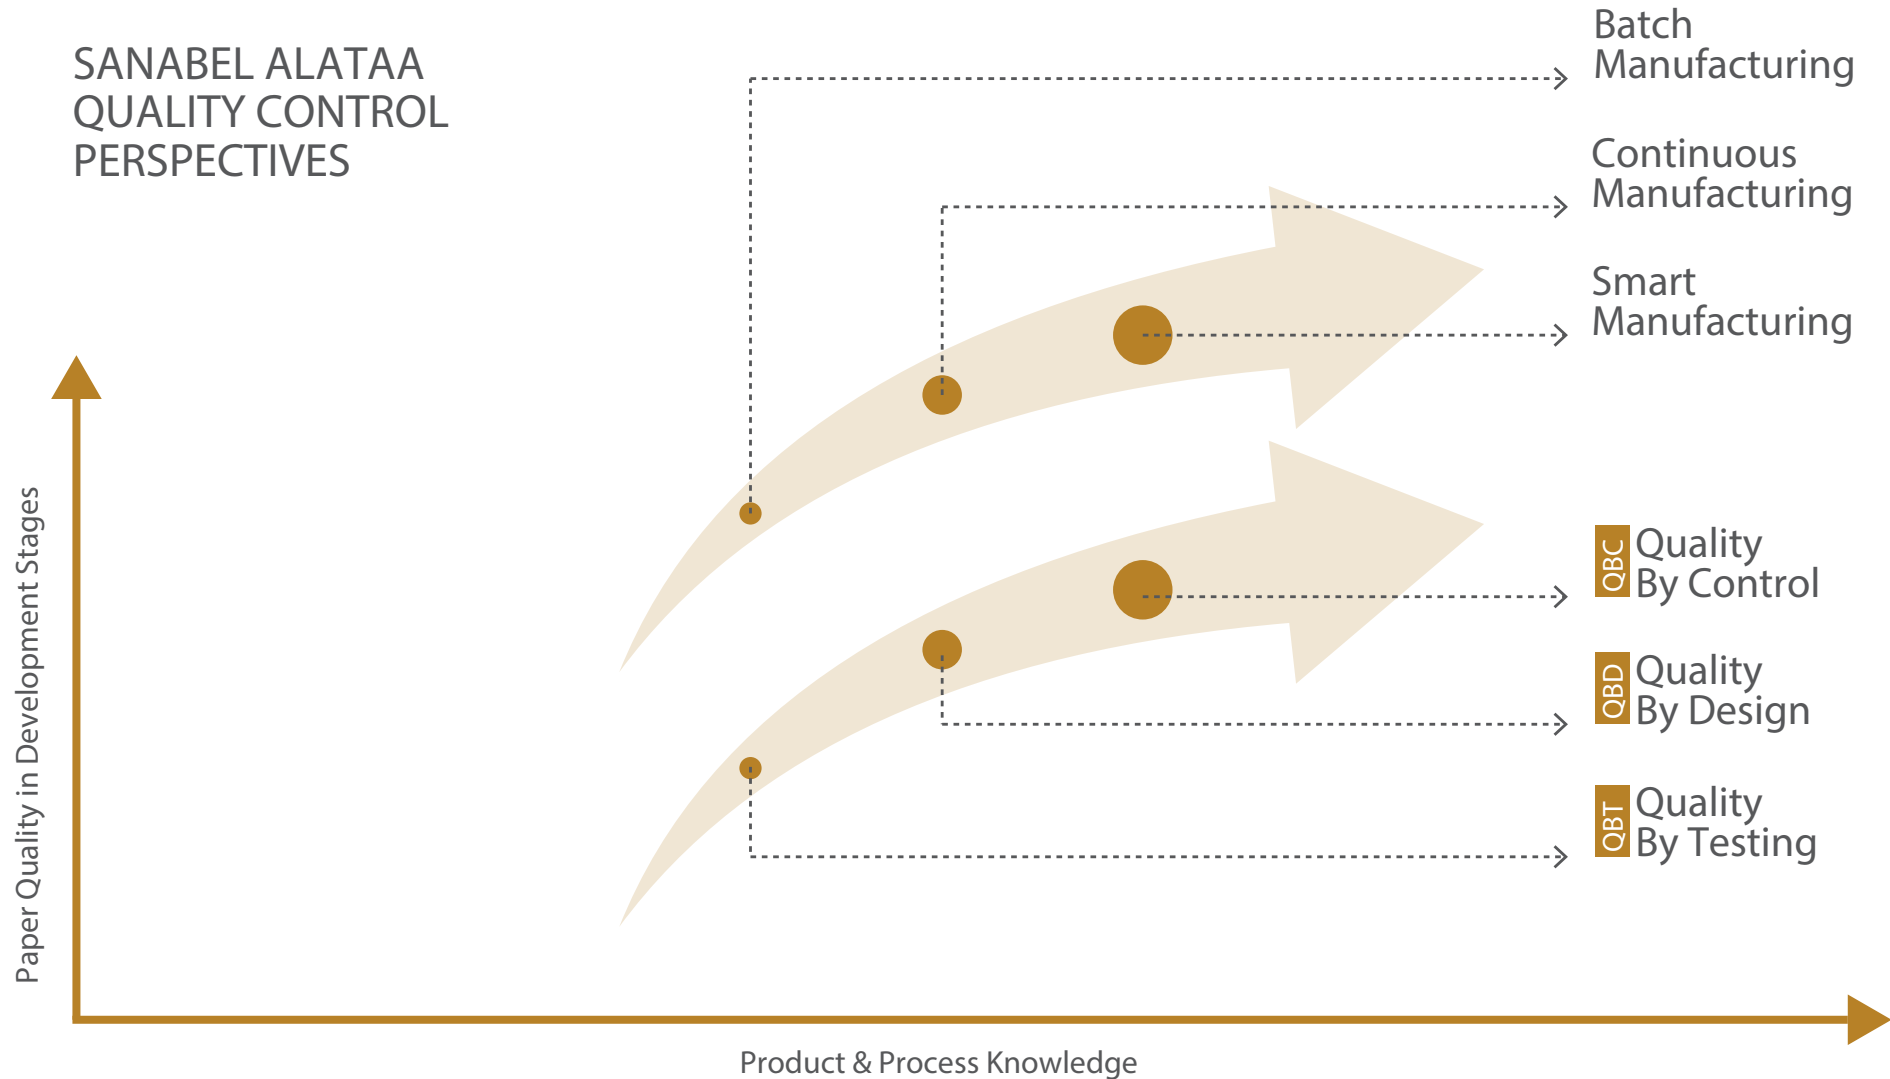 SANABEL ALATAA
QUALITY CONTROL
PERSPECTIVES
Batch
Manufacturing
Continuous
Manufacturing
Smart
Manufacturing
QBC
Quality
By Control
QBD
Quality
By Design
QBT
Quality
By Testing
Paper Quality in Development Stages
Product & Process Knowledge